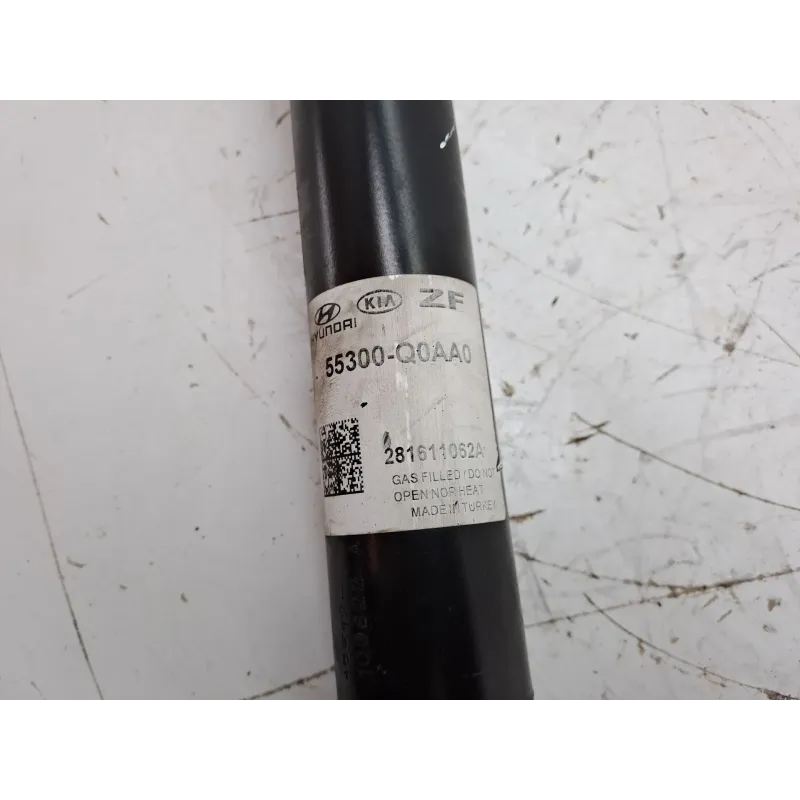 HYUNDAI KIA ZF
55300-Q0AA0
281611062A
GAS FILLED / DO NOT
OPEN NOR HEAT
MADE IN TURKEY